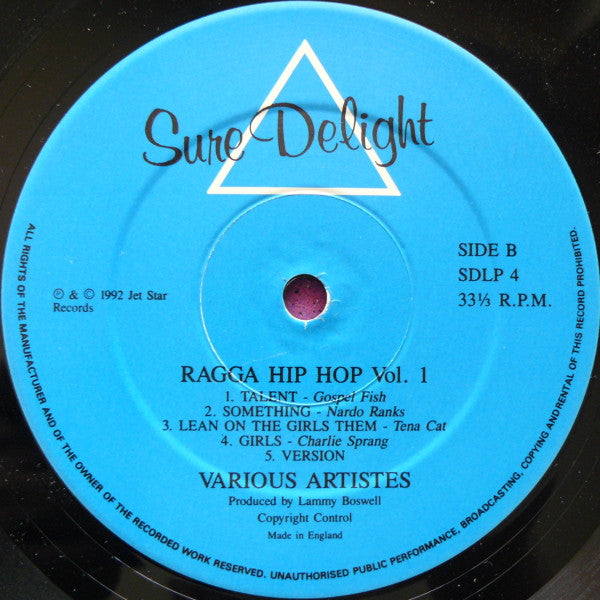 Sure Delight
SIDE B
SDLP 4
33⅓ R.P.M.
℗ & © 1992 Jet Star
Records
RAGGA HIP HOP Vol. 1
1. TALENT - Gospel Fish
2. SOMETHING - Nardo Ranks
3. LEAN ON THE GIRLS THEM - Tena Cat
4. GIRLS - Charlie Sprang
5. VERSION
VARIOUS ARTISTES
Produced by Lammy Boswell
Copyright Control
Made in England
ALL RIGHTS OF THE MANUFACTURER AND OF THE OWNER OF THE RECORDED WORK RESERVED. UNAUTHORISED PUBLIC PERFORMANCE, BROADCASTING, COPYING AND RENTAL OF THIS RECORD PROHIBITED.